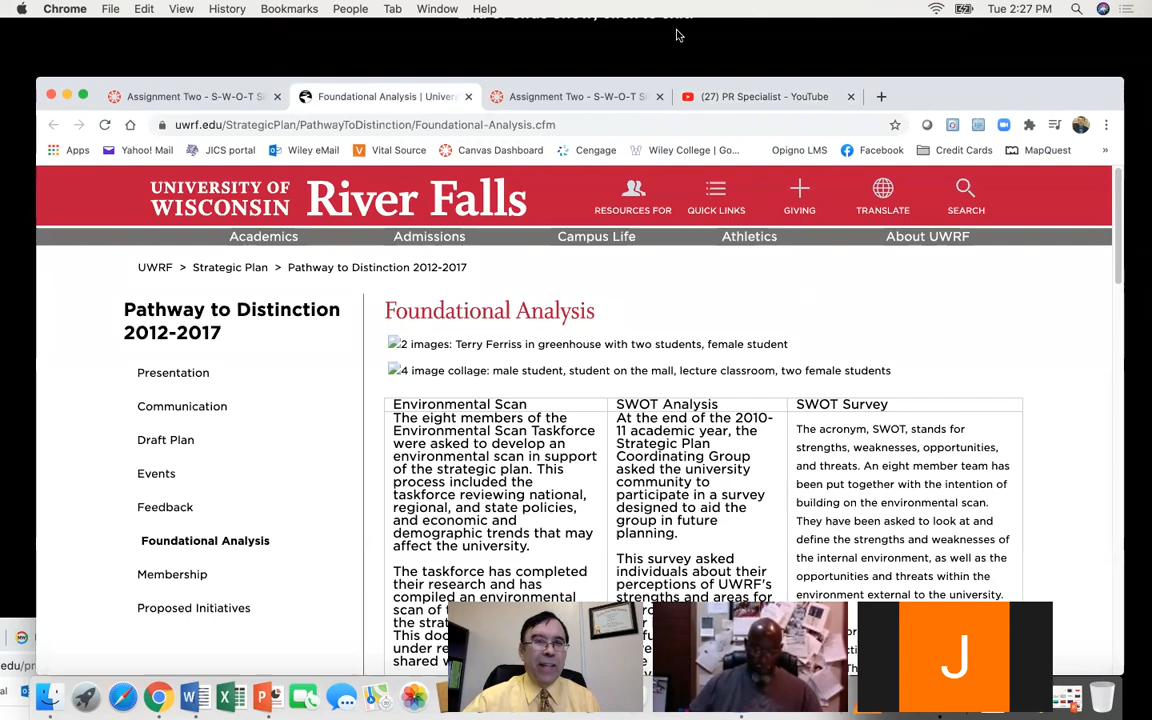 Chrome File Edit View History Bookmarks People Tab Window Help Tue 2:27 PM
Assignment Two - S-W-O-T S Foundational Analysis | Univer Assignment Two - S-W-O-T S (27) PR Specialist - YouTube
uwrf.edu/StrategicPlan/PathwayToDistinction/Foundational-Analysis.cfm
Apps Yahoo! Mail JICS portal Wiley eMail Vital Source Canvas Dashboard Cengage Wiley College | Go... Opigno LMS Facebook Credit Cards MapQuest »
UNIVERSITY OF
WISCONSIN
River Falls
RESOURCES FOR QUICK LINKS GIVING TRANSLATE SEARCH
Academics Admissions Campus Life Athletics About UWRF
UWRF > Strategic Plan > Pathway to Distinction 2012-2017
Pathway to Distinction
2012-2017
Presentation
Communication
Draft Plan
Events
Feedback
Foundational Analysis
Membership
Proposed Initiatives
Foundational Analysis
2 images: Terry Ferriss in greenhouse with two students, female student
4 image collage: male student, student on the mall, lecture classroom, two female students
Environmental Scan
The eight members of the
Environmental Scan Taskforce
were asked to develop an
environmental scan in support
of the strategic plan. This
process included the
taskforce reviewing national,
regional, and state policies,
and economic and
demographic trends that may
affect the university.
The taskforce has completed
their research and has
compiled an environmental
scan of
the strat
This doc
under re
shared w
SWOT Analysis
At the end of the 2010-
11 academic year, the
Strategic Plan
Coordinating Group
asked the university
community to
participate in a survey
designed to aid the
group in future
planning.
This survey asked
individuals about their
perceptions of UWRF's
strengths and areas for
SWOT Survey
The acronym, SWOT, stands for
strengths, weaknesses, opportunities,
and threats. An eight member team has
been put together with the intention of
building on the environmental scan.
They have been asked to look at and
define the strengths and weaknesses of
the internal environment, as well as the
opportunities and threats within the
environment external to the university.
edu/pr
J